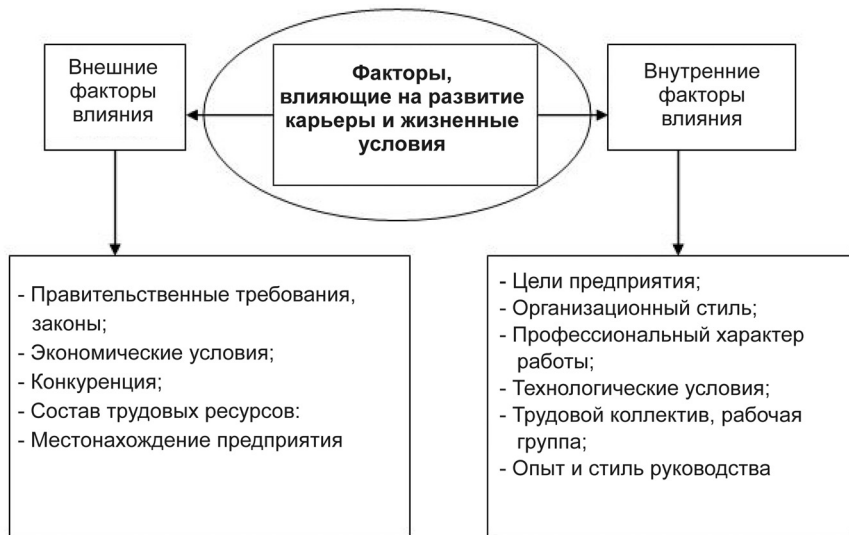 Внешние
факторы
влияния
Факторы,
влияющие на развитие
карьеры и жизненные
условия
Внутренние
факторы
влияния
- Правительственные требования,
законы;
- Экономические условия;
- Конкуренция;
- Состав трудовых ресурсов:
- Местонахождение предприятия
- Цели предприятия;
- Организационный стиль;
- Профессиональный характер
работы;
- Технологические условия;
- Трудовой коллектив, рабочая
группа;
- Опыт и стиль руководства